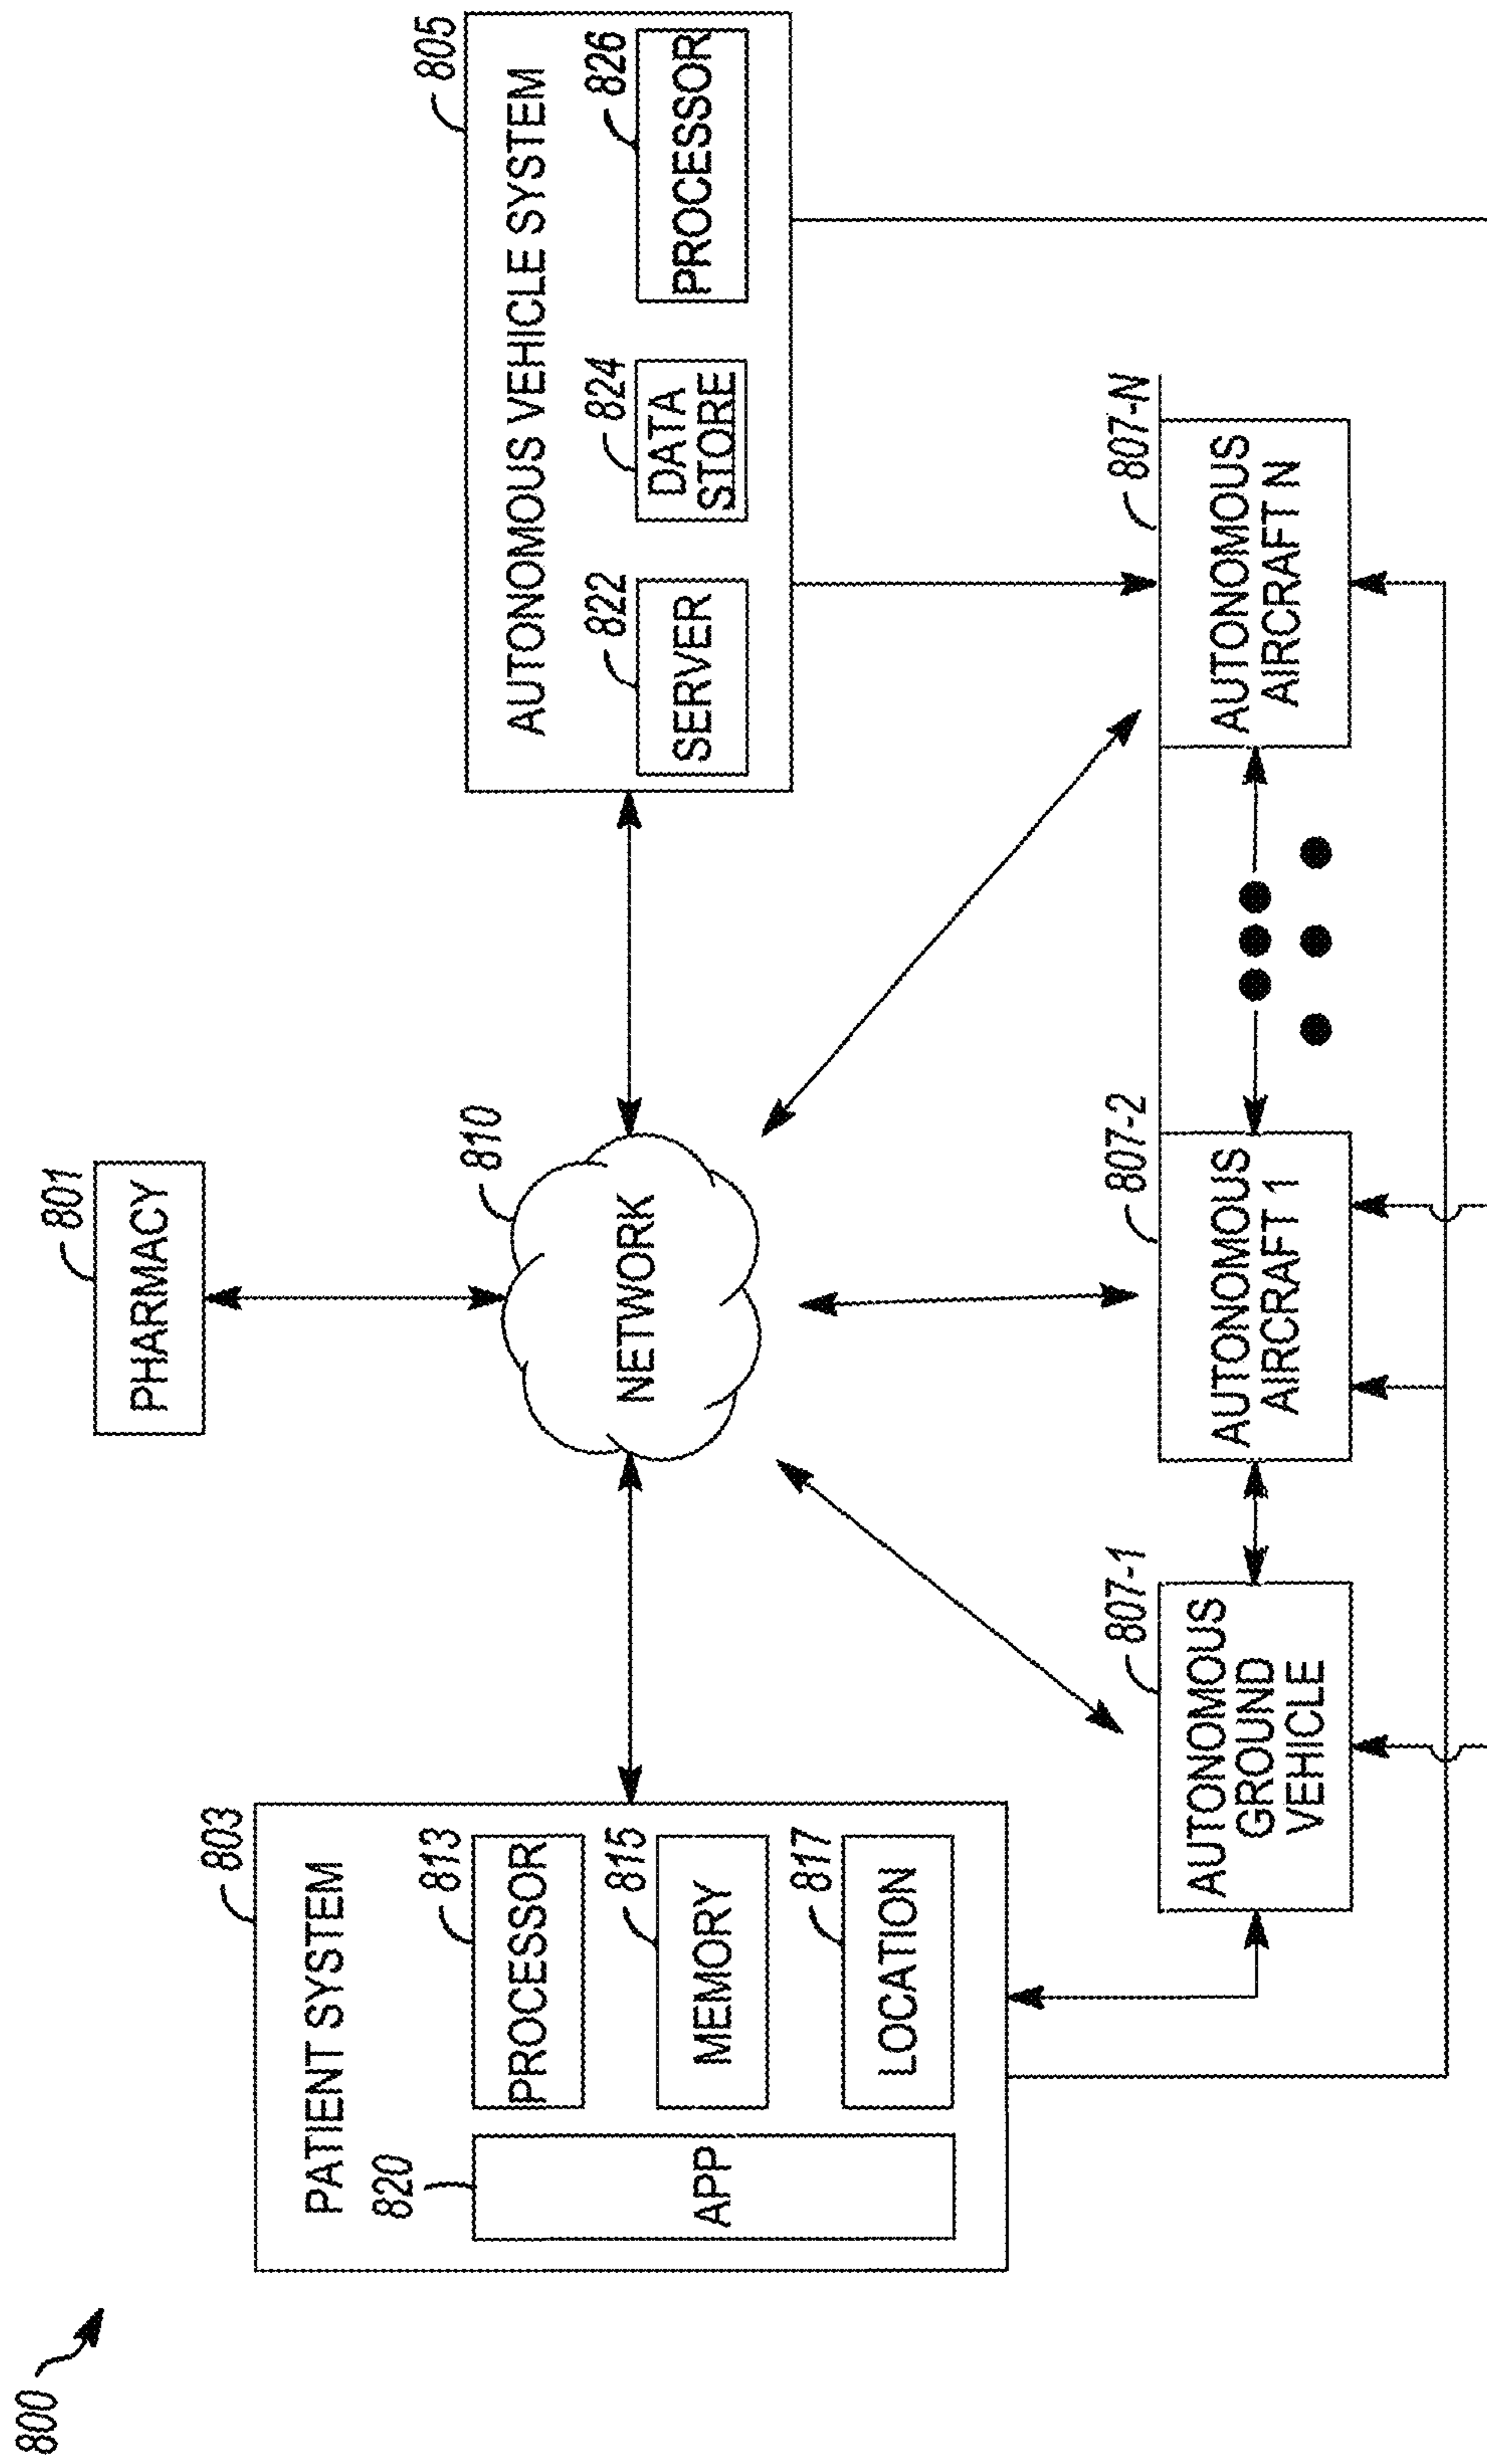 800
801
PHARMACY
803
PATIENT SYSTEM
820
APP
PROCESSOR
813
MEMORY
815
LOCATION
817
810
NETWORK
805
AUTONOMOUS VEHICLE SYSTEM
822
SERVER
824
DATA
STORE
826
PROCESSOR
807-1
AUTONOMOUS
GROUND
VEHICLE
807-2
AUTONOMOUS
AIRCRAFT 1
807-N
AUTONOMOUS
AIRCRAFT N